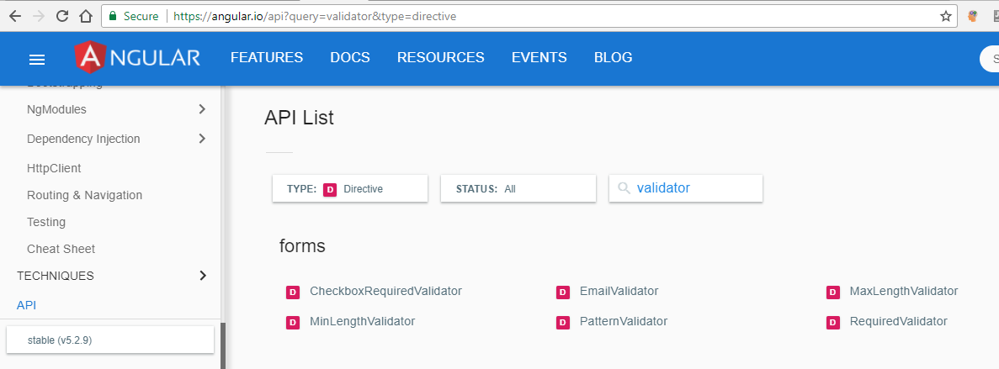 Secure https://angular.io/api?query=validator&type=directive
ANGULAR FEATURES DOCS RESOURCES EVENTS BLOG
Bootstrapping
NgModules
Dependency Injection
HttpClient
Routing & Navigation
Testing
Cheat Sheet
TECHNIQUES
API
stable (v5.2.9)
API List
TYPE: D Directive STATUS: All validator
forms
D CheckboxRequiredValidator D EmailValidator D MaxLengthValidator
D MinLengthValidator D PatternValidator D RequiredValidator